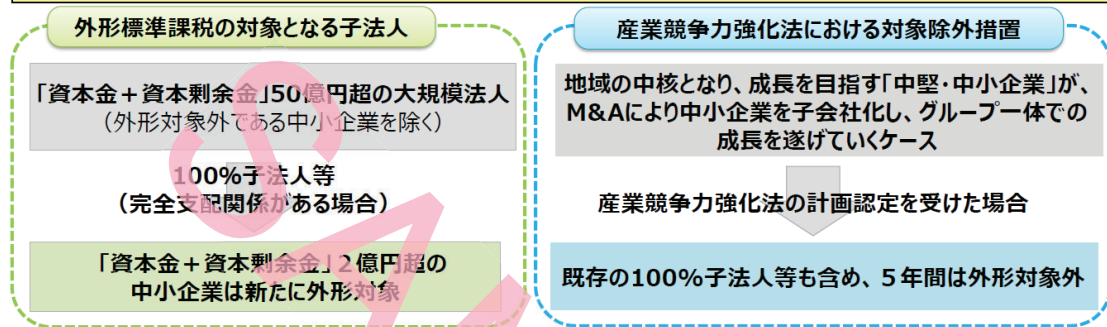 外形標準課税の対象となる子法人
「資本金+資本剰余金」50億円超の大規模法人
(外形対象外である中小企業を除く)
100%子法人等
(完全支配関係がある場合)
「資本金+資本剰余金」2億円超の
中小企業は新たに外形対象
産業競争力強化法における対象除外措置
地域の中核となり、成長を目指す「中堅・中小企業」が、
M&Aにより中小企業を子会社化し、グループ一体での
成長を遂げていくケース
産業競争力強化法の計画認定を受けた場合
既存の100%子法人等も含め、5年間は外形対象外